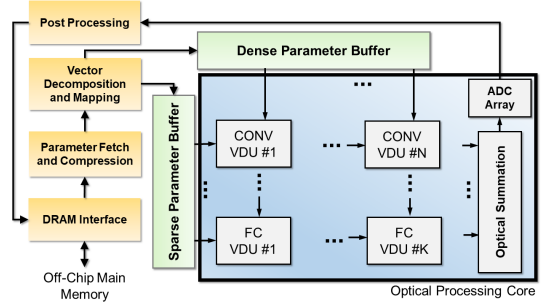 Post Processing
Dense Parameter Buffer
Vector
Decomposition
and Mapping
ADC
Array
Sparse Parameter Buffer
CONV
VDU #1
CONV
VDU #N
Parameter Fetch
and Compression
Optical Summation
DRAM Interface
FC
VDU #1
FC
VDU #K
Off-Chip Main
Memory
Optical Processing Core